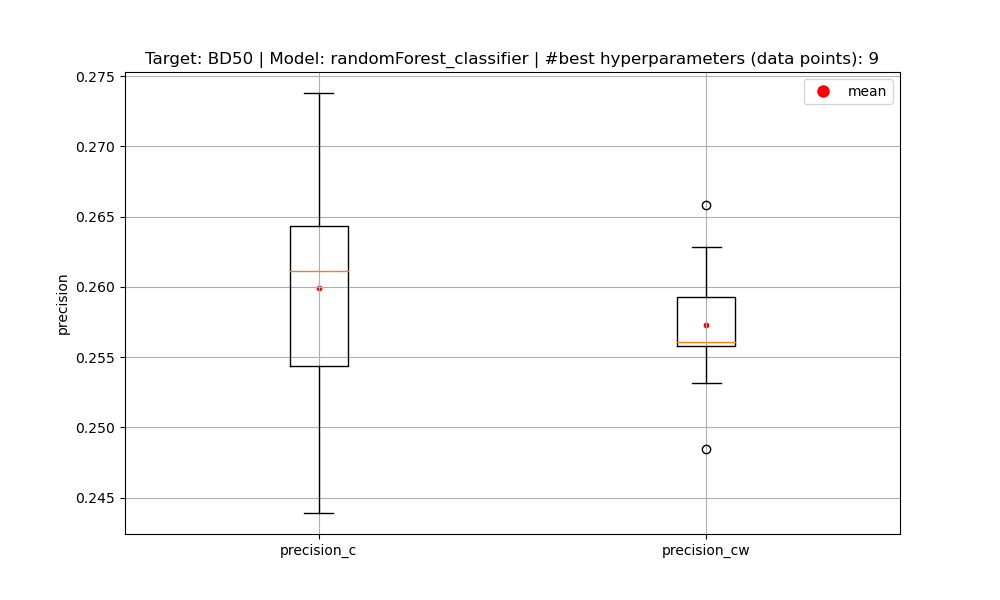 Target: BD50 | Model: randomForest_classifier | #best hyperparameters (data points): 9
mean
0.275
0.270
0.265
0.260
0.255
0.250
0.245
precision
precision_c
precision_cw